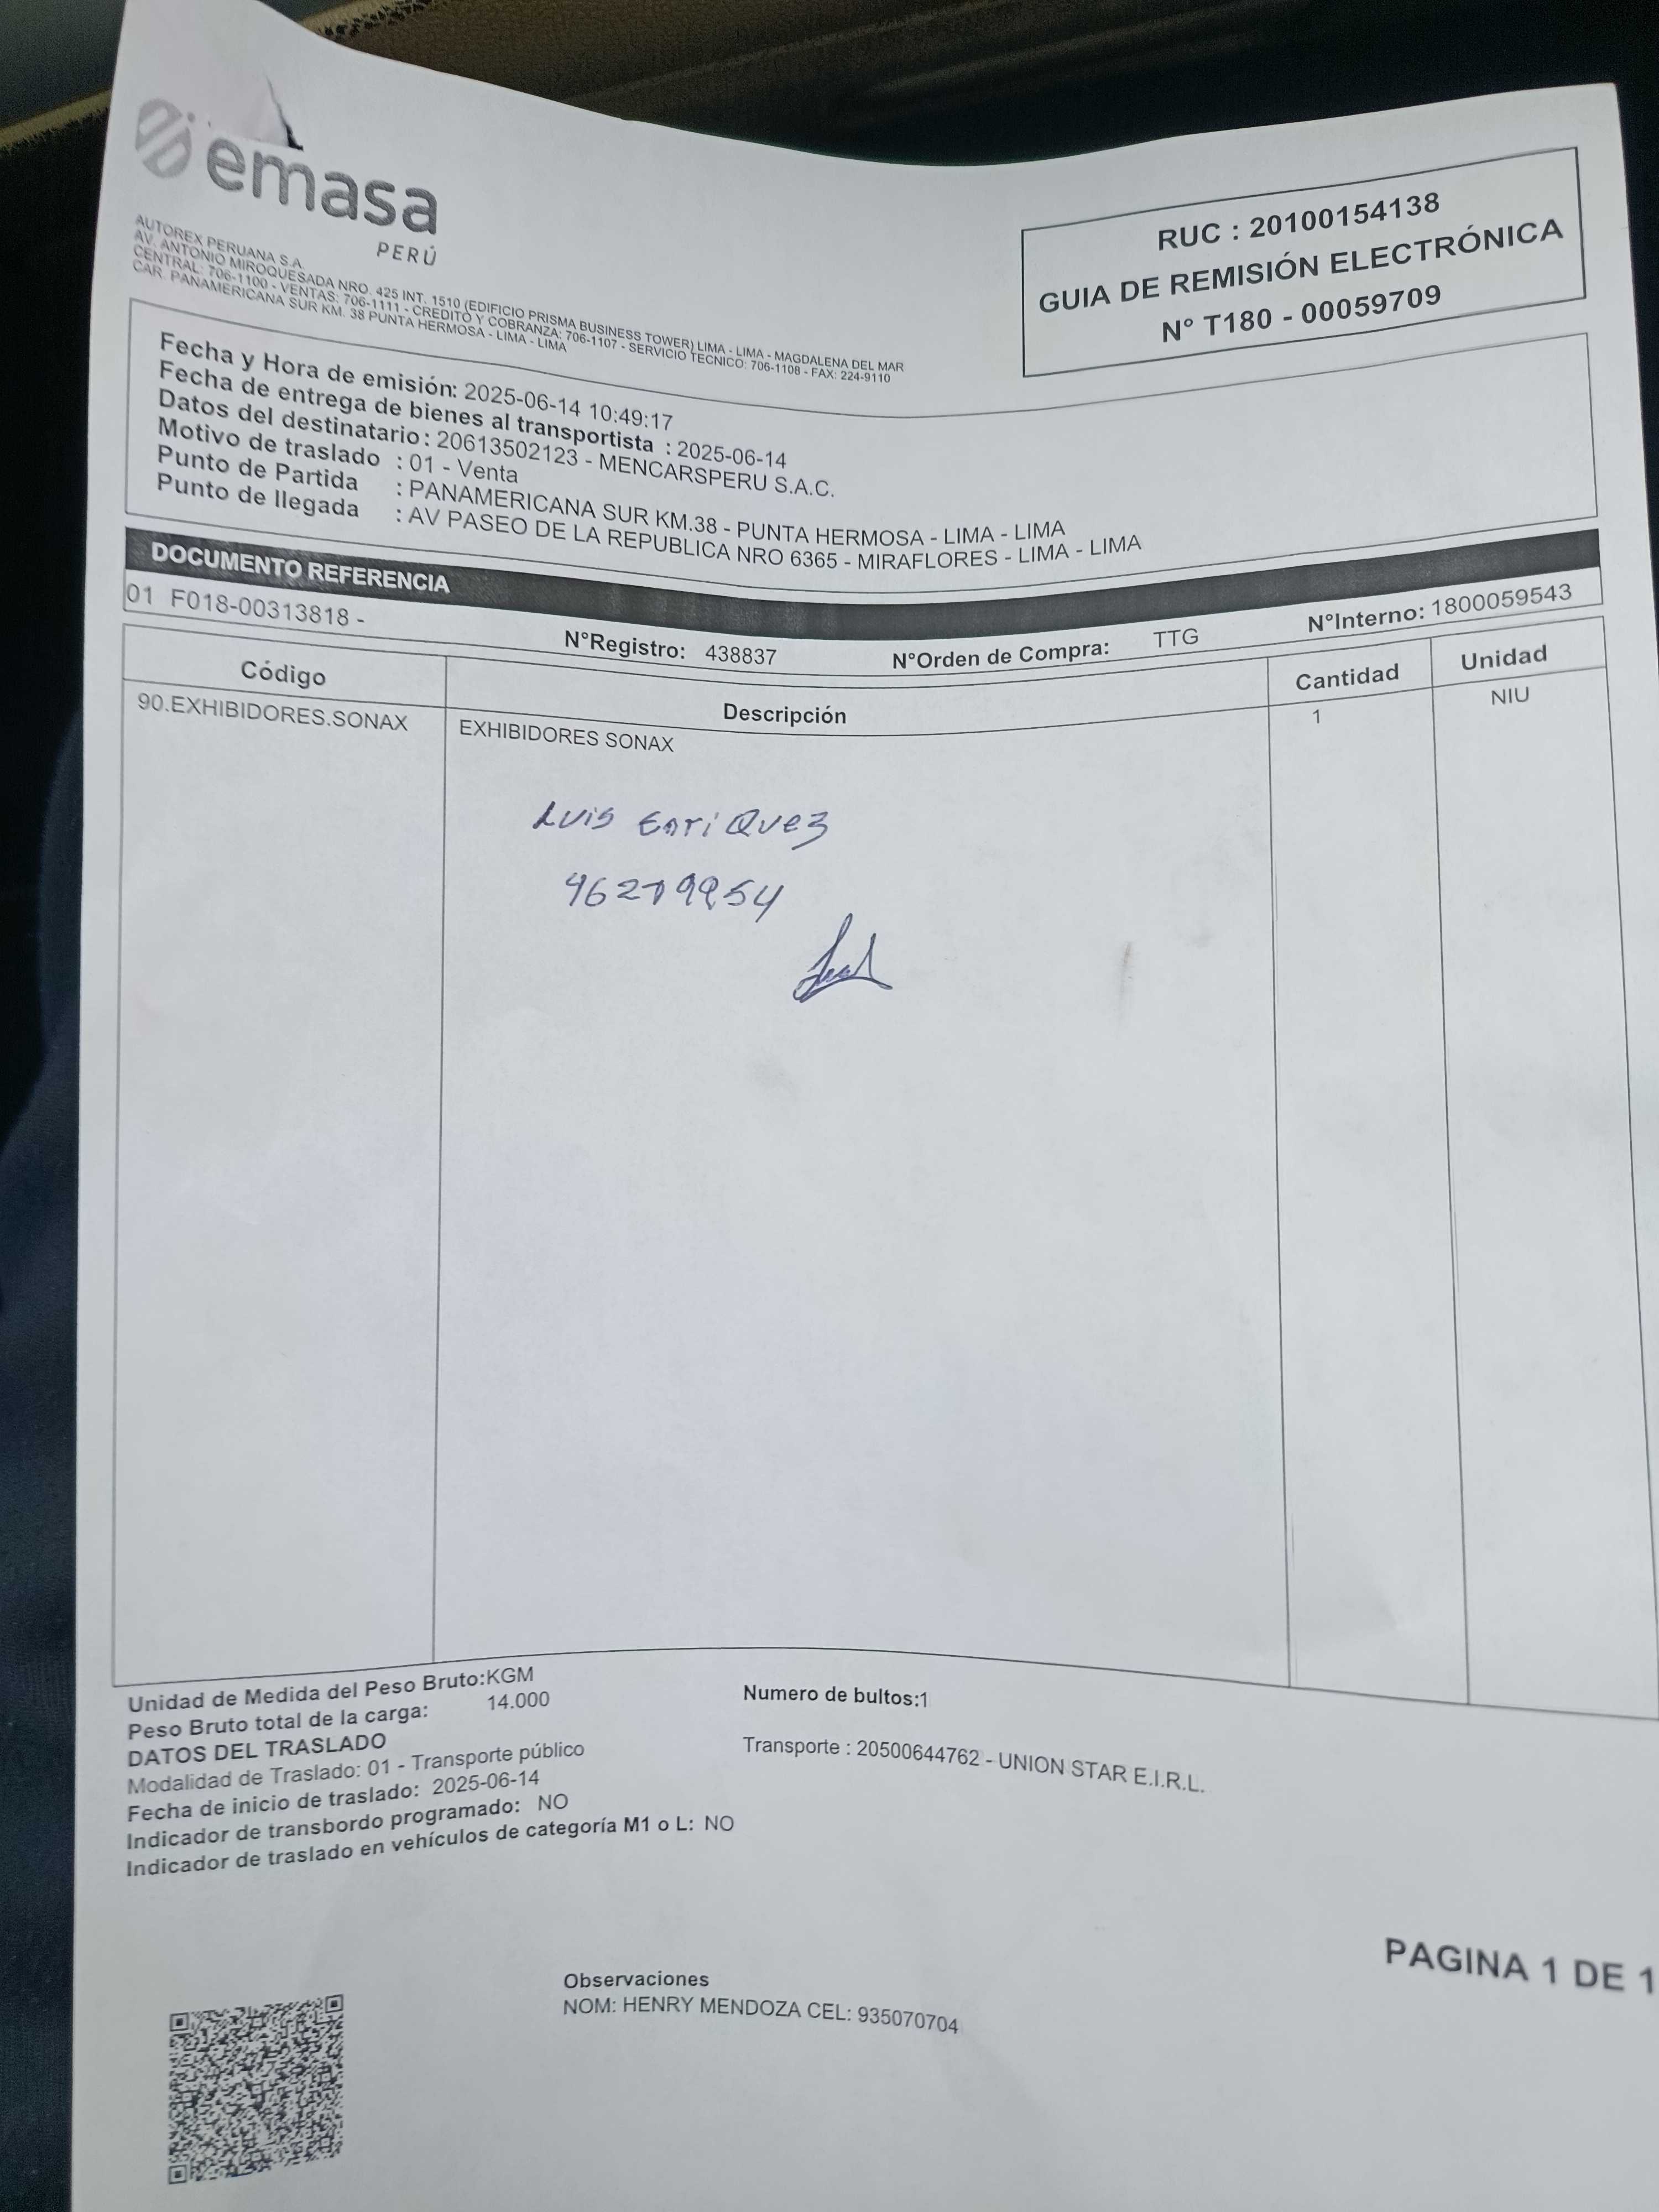 emasa
PERÚ
AUTOREX PERUANA S.A.
AV. ANTONIO MIROQUESADA NRO. 425 INT. 1510 (EDIFICIO PRISMA BUSINESS TOWER) LIMA - LIMA - MAGDALENA DEL MAR
CENTRAL: 706-1100 - VENTAS: 706-1111 - CREDITO Y COBRANZA: 706-1107 - SERVICIO TECNICO: 706-1108 - FAX: 224-9110
CAR. PANAMERICANA SUR KM. 38 PUNTA HERMOSA - LIMA - LIMA
RUC : 20100154138
GUIA DE REMISIÓN ELECTRÓNICA
N° T180 - 00059709
Fecha y Hora de emisión: 2025-06-14 10:49:17
Fecha de entrega de bienes al transportista : 2025-06-14
Datos del destinatario: 20613502123 - MENCARSPERU S.A.C.
Motivo de traslado : 01 - Venta
Punto de Partida : PANAMERICANA SUR KM.38 - PUNTA HERMOSA - LIMA - LIMA
Punto de llegada : AV PASEO DE LA REPUBLICA NRO 6365 - MIRAFLORES - LIMA - LIMA
DOCUMENTO REFERENCIA
01 F018-00313818 - N°Registro: 438837 N°Orden de Compra: TTG N°Interno: 1800059543
Código Descripción Cantidad Unidad
90.EXHIBIDORES.SONAX EXHIBIDORES SONAX 1 NIU
Luis EnriQuez
Unidad de Medida del Peso Bruto:KGM
Peso Bruto total de la carga: 14.000 Numero de bultos:1
DATOS DEL TRASLADO
Modalidad de Traslado: 01 - Transporte público Transporte : 20500644762 - UNION STAR E.I.R.L.
Fecha de inicio de traslado: 2025-06-14
Indicador de transbordo programado: NO
Indicador de traslado en vehículos de categoría M1 o L: NO
PAGINA 1 DE 1
Observaciones
NOM: HENRY MENDOZA CEL: 935070704